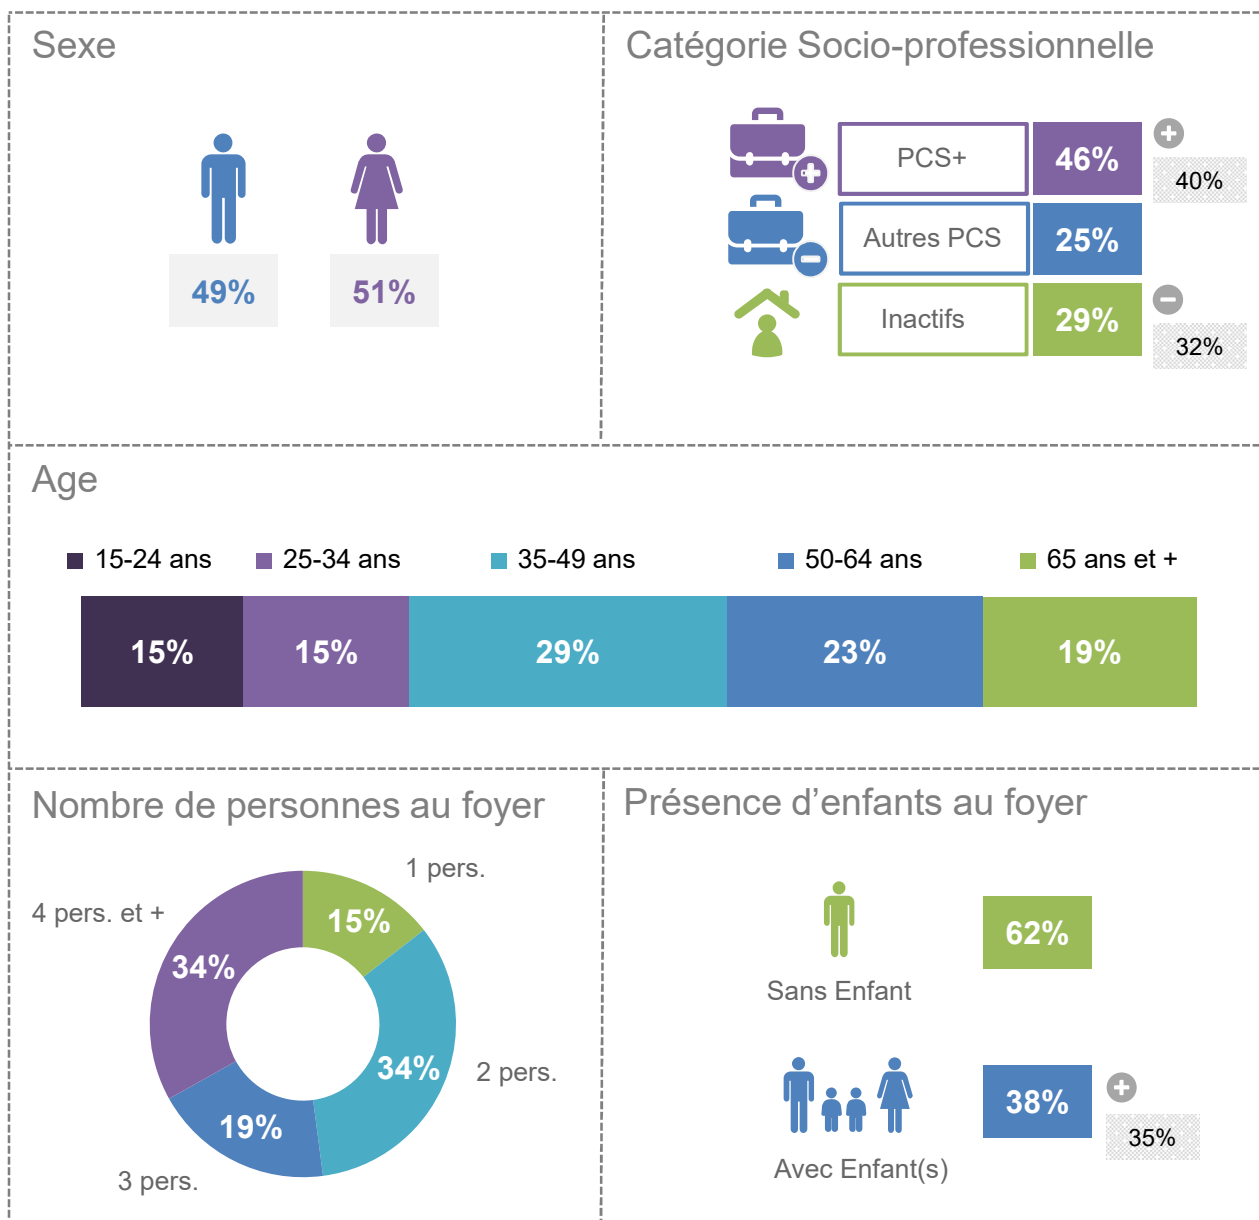 Sexe
49%
51%
Catégorie Socio-professionnelle
PCS+
46%
40%
Autres PCS
25%
Inactifs
29%
32%
Age
15-24 ans
25-34 ans
35-49 ans
50-64 ans
65 ans et +
15%
15%
29%
23%
19%
Nombre de personnes au foyer
1 pers.
15%
4 pers. et +
34%
34%
2 pers.
19%
3 pers.
Présence d’enfants au foyer
62%
Sans Enfant
38%
35%
Avec Enfant(s)